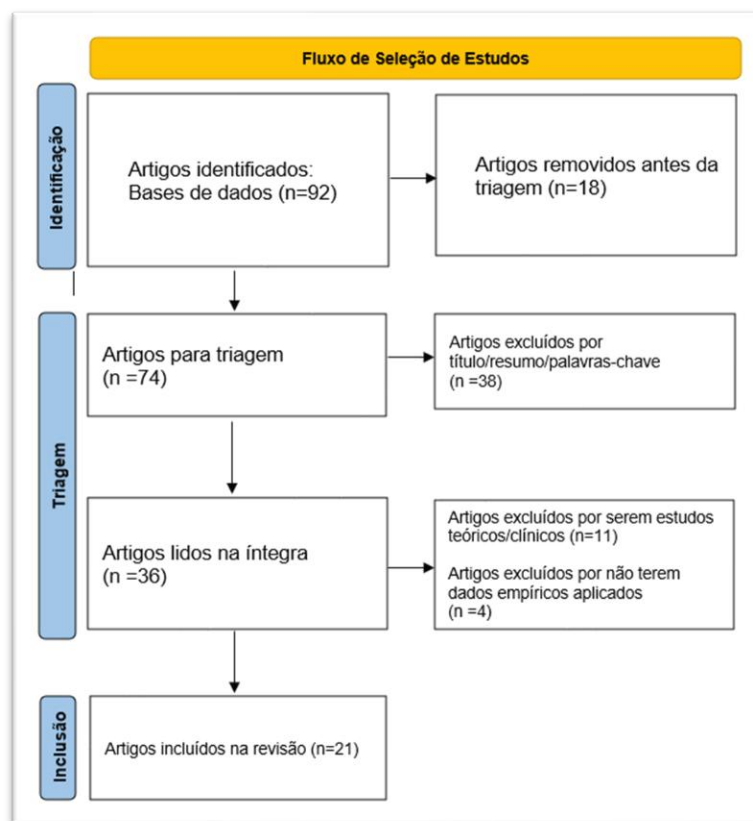 Fluxo de Seleção de Estudos
Identificação
Artigos identificados:
Bases de dados (n=92)
Artigos removidos antes da
triagem (n=18)
Triagem
Artigos para triagem
(n =74)
Artigos excluídos por
título/resumo/palavras-chave
(n =38)
Artigos lidos na íntegra
(n =36)
Artigos excluídos por serem estudos
teóricos/clínicos (n=11)
Artigos excluídos por não terem
dados empíricos aplicados
(n =4)
Inclusão
Artigos incluídos na revisão (n=21)